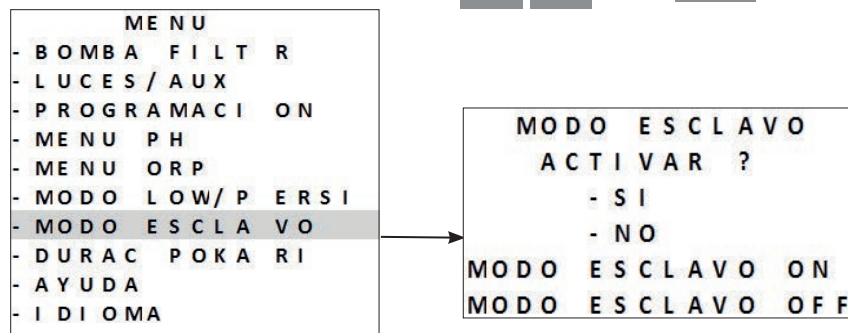 MENU
- BOMBA FILTR
- LUCES/AUX
- PROGRAMACION
- MENU PH
- MENU ORP
- MODO LOW/PERSI
- MODO ESCLAVO
- DURAC POKARI
- AYUDA
- IDIOMA
MODO ESCLAVO
ACTIVAR ?
- SI
- NO
MODO ESCLAVO ON
MODO ESCLAVO OFF